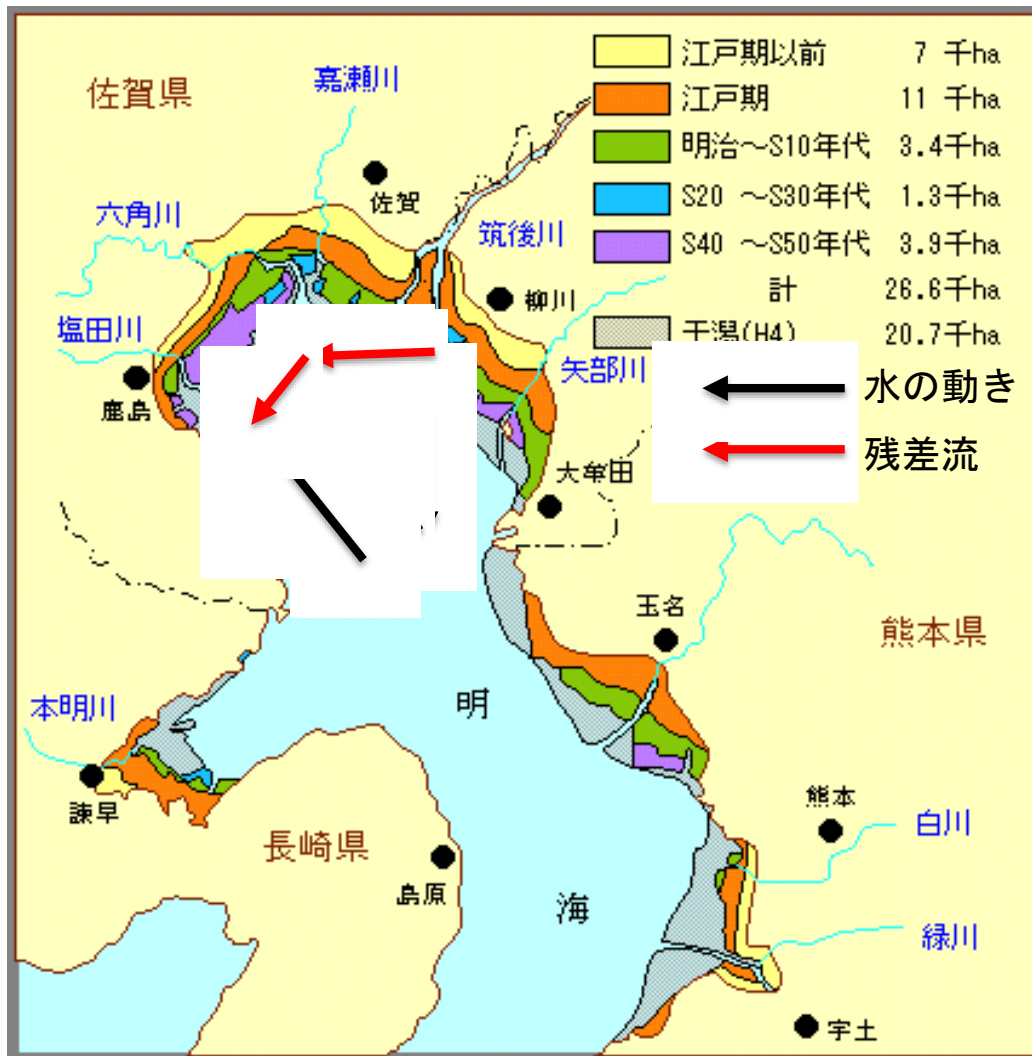 江戸期以前 7 千ha
江戸期 11 千ha
明治～S10年代 3.4千ha
S20 ～S30年代 1.3千ha
S40 ～S50年代 3.9千ha
計 26.6千ha
干潟(H4) 20.7千ha
水の動き
残差流
佐賀県
嘉瀬川
佐賀
六角川
筑後川
柳川
塩田川
鹿島
矢部川
大牟田
玉名
熊本県
本明川
諫早
明
海
長崎県
島原
熊本
白川
緑川
宇土